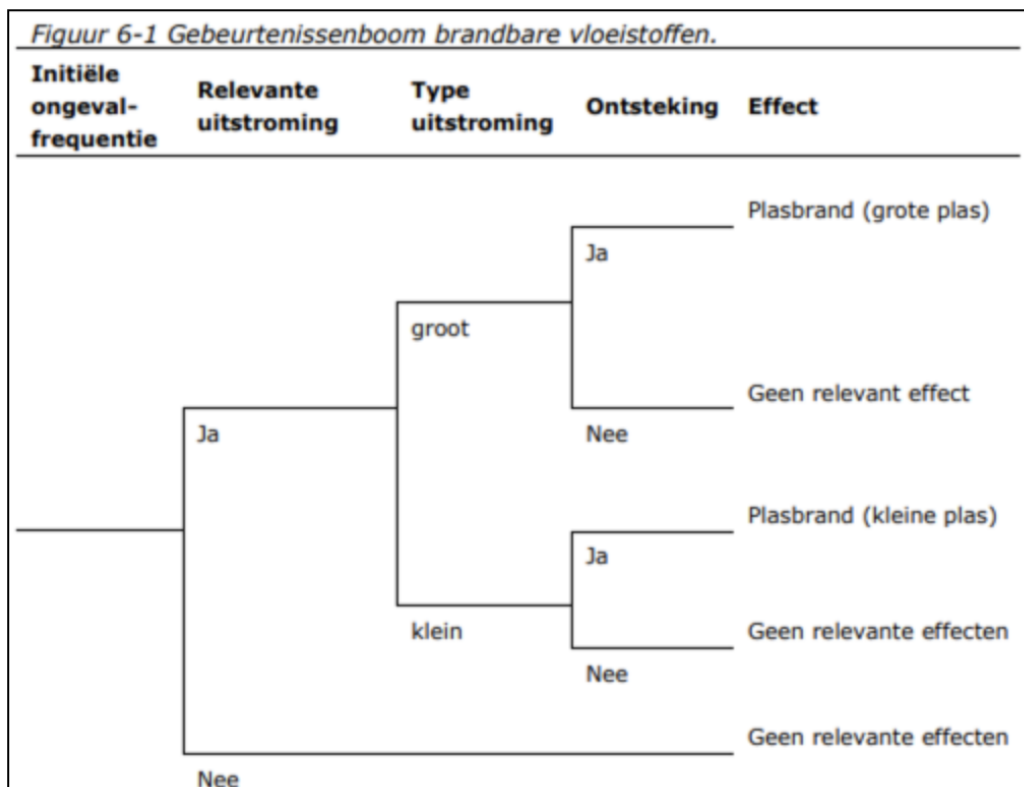 Figuur 6-1 Gebeurtenissenboom brandbare vloeistoffen.
Initiële
ongeval-
frequentie
Relevante
uitstroming
Type
uitstroming
Ontsteking
Effect
Plasbrand (grote plas)
Ja
groot
Geen relevant effect
Ja
Nee
Plasbrand (kleine plas)
Ja
klein
Geen relevante effecten
Nee
Geen relevante effecten
Nee